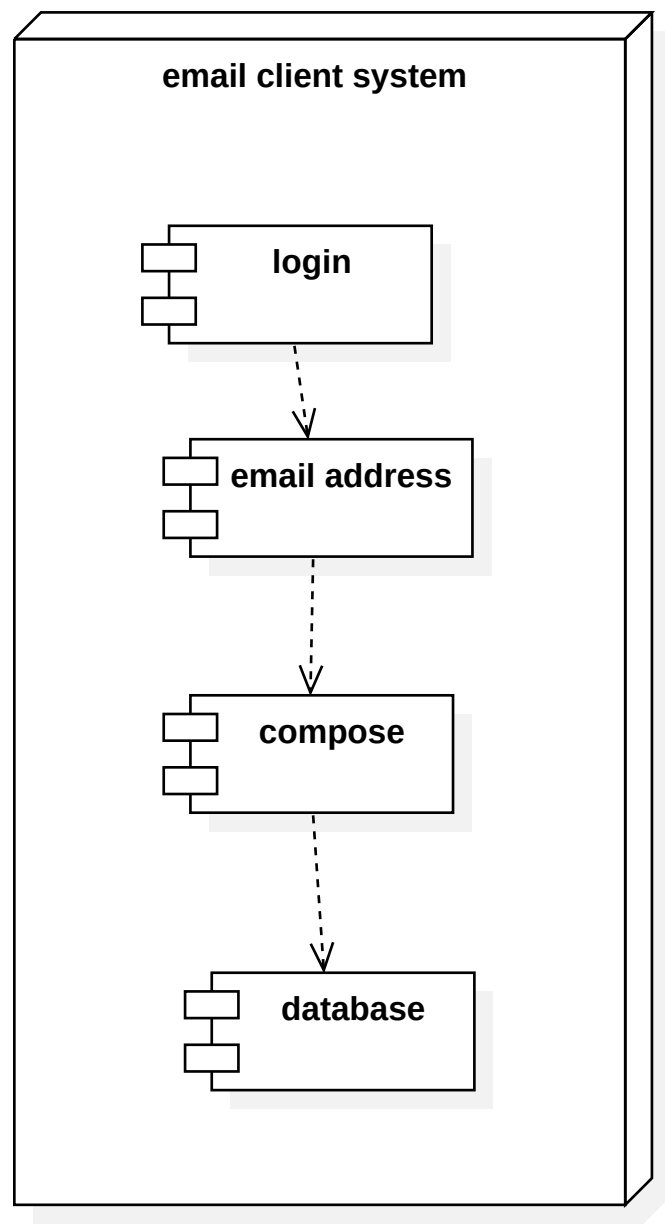 email client system
login
email address
compose
database